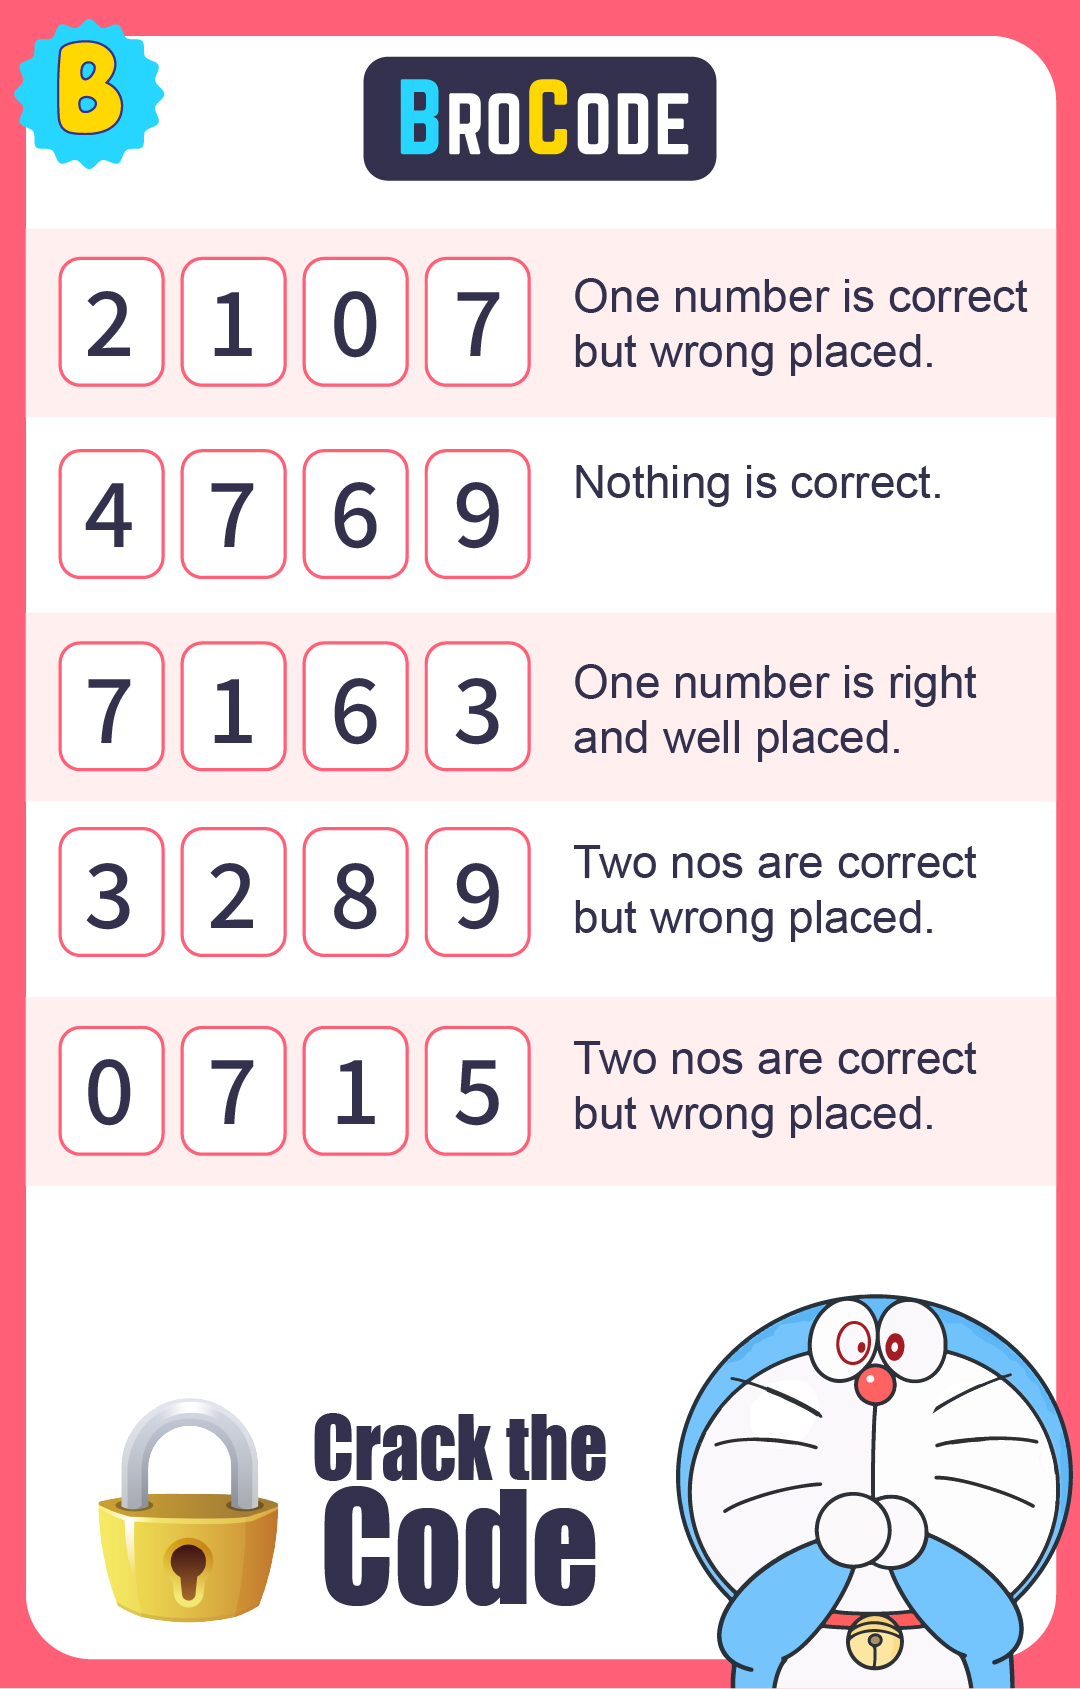 B
BROCODE
2 1 0 7
One number is correct
but wrong placed.
4 7 6 9
Nothing is correct.
7 1 6 3
One number is right
and well placed.
3 2 8 9
Two nos are correct
but wrong placed.
0 7 1 5
Two nos are correct
but wrong placed.
Crack the
Code